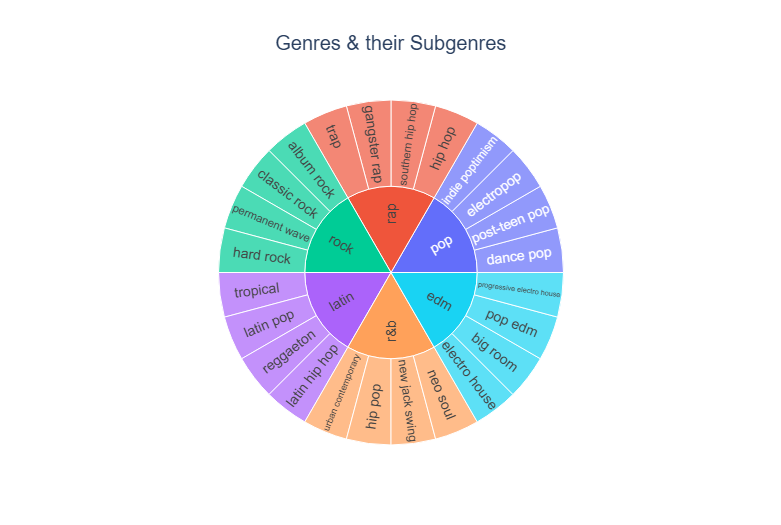 Genres & their Subgenres
rap
trap
gangster rap
southern hip hop
hip hop
pop
indie poptimism
electropop
post-teen pop
dance pop
edm
progressive electro house
pop edm
big room
electro house
r&b
neo soul
new jack swing
hip pop
urban contemporary
latin
latin hip hop
reggaeton
latin pop
tropical
rock
hard rock
permanent wave
classic rock
album rock